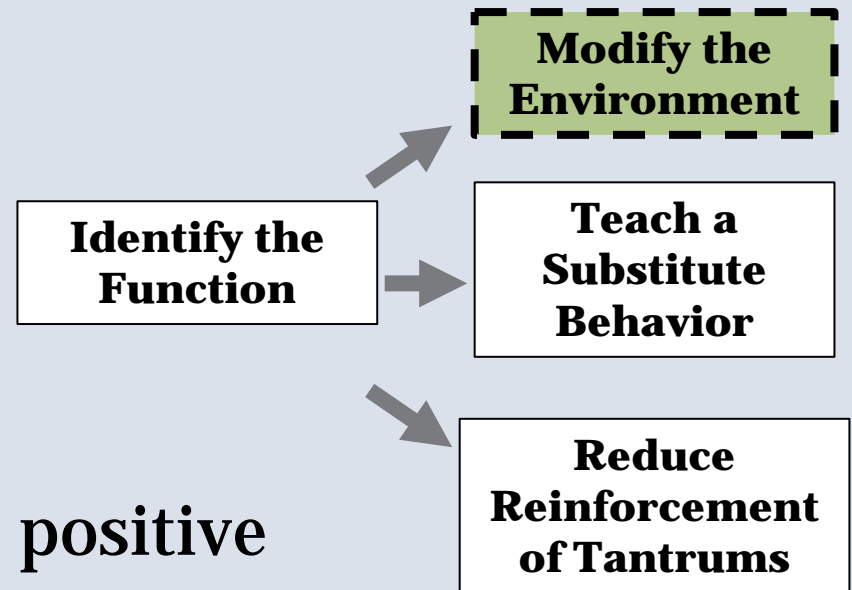 Modify the
Environment
Identify the
Function
Teach a
Substitute
Behavior
Reduce
Reinforcement
of Tantrums
positive